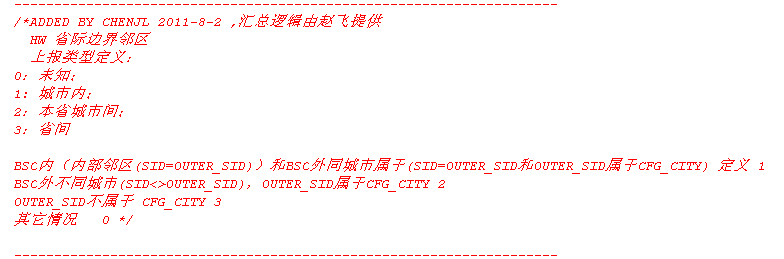 --------------------------------------------------------------------
/*ADDED BY CHENJL 2011-8-2 ,汇总逻辑由赵飞提供
HW 省际边界邻区
上报类型定义:
0: 未知;
1: 城市内;
2: 本省城市间;
3: 省间
BSC内（内部邻区(SID=OUTER_SID)）和BSC外同城市属于(SID=OUTER_SID和OUTER_SID属于CFG_CITY) 定义 1
BSC外不同城市(SID<>OUTER_SID), OUTER_SID属于CFG_CITY 2
OUTER_SID不属于 CFG_CITY 3
其它情况 0 */
--------------------------------------------------------------------